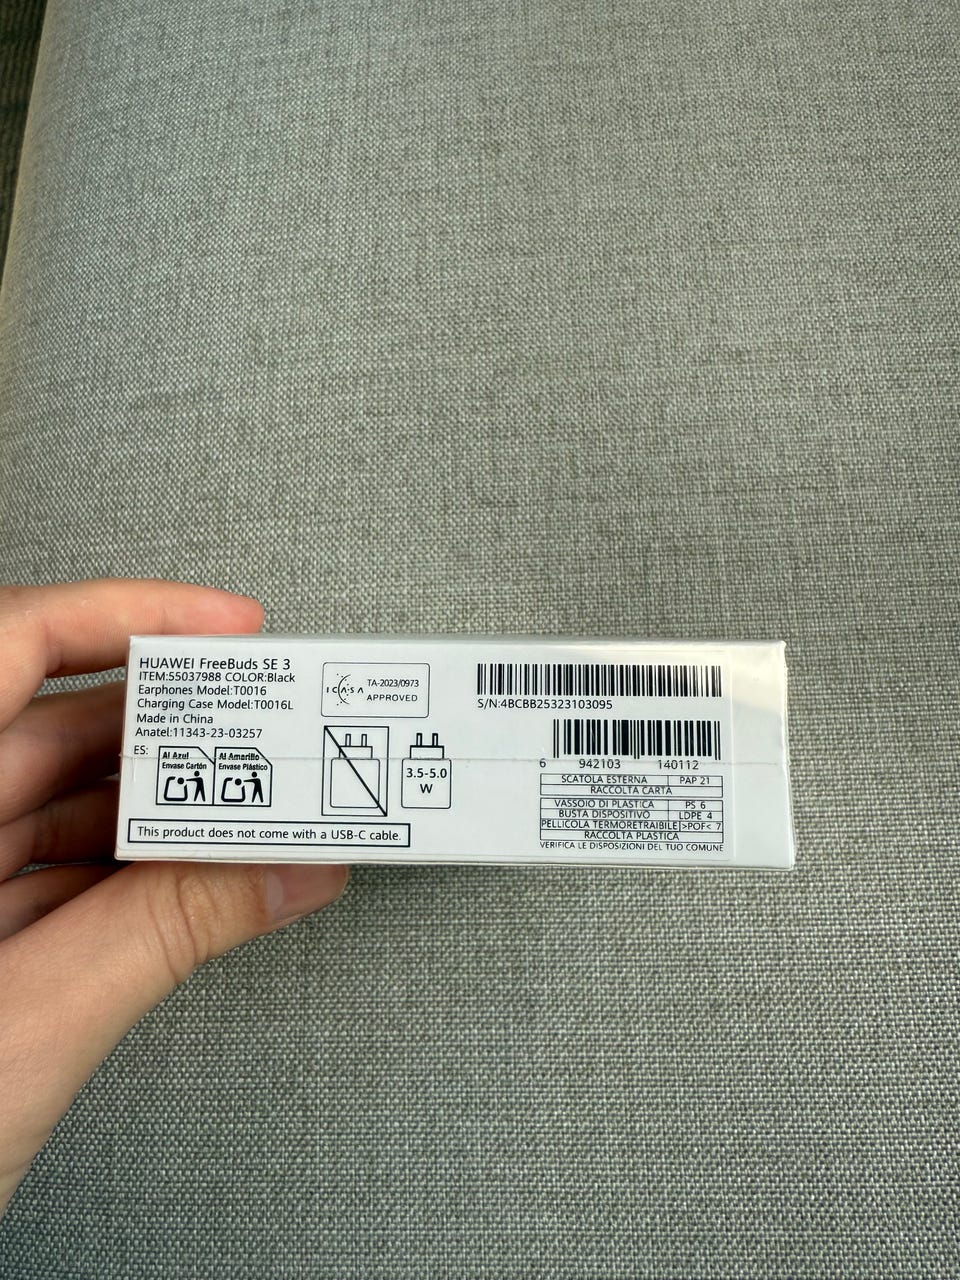 HUAWEI FreeBuds SE 3
ITEM:55037988 COLOR:Black
Earphones Model:T0016
Charging Case Model:T0016L
Made in China
Anatel:11343-23-03257
ES:
Al Azul
Envase Cartón
Al Amarillo
Envase Plástico
This product does not come with a USB-C cable.
ICASA
TA-2023/0973
APPROVED
3.5-5.0
W
S/N:4BCBB25323103095
6 942103 140112
SCATOLA ESTERNA PAP 21
RACCOLTA CARTA
VASSOIO DI PLASTICA PS 6
BUSTA DISPOSITIVO LDPE 4
PELLICOLA TERMORETRAIBILE >POF< 7
RACCOLTA PLASTICA
VERIFICA LE DISPOSIZIONI DEL TUO COMUNE